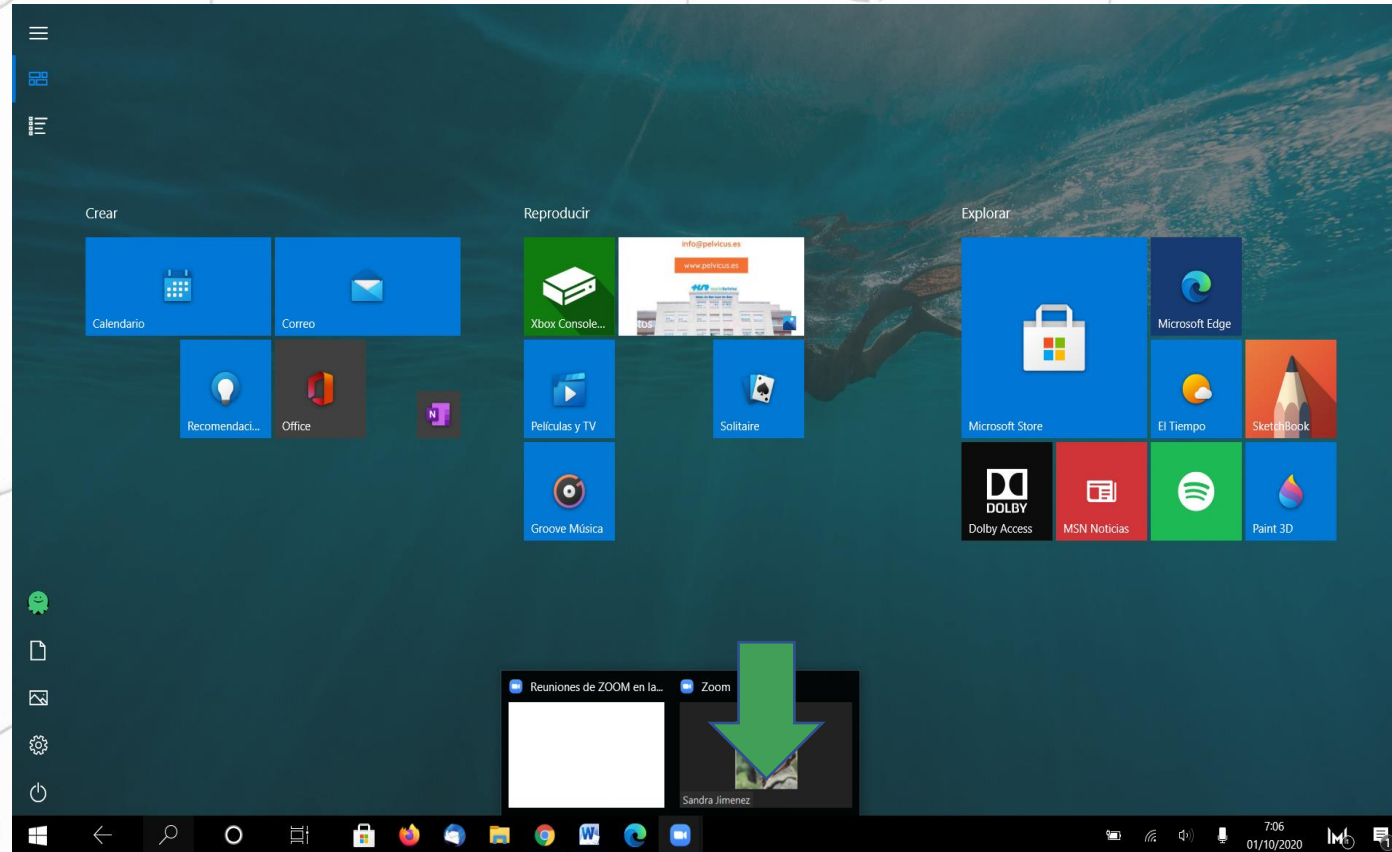 Crear
Reproducir
Explorar
Calendario
Correo
Recomendaci...
Office
N
Xbox Console...
info@pelvicus.es
www.pelvicus.es
tos
Películas y TV
Solitaire
Groove Música
Microsoft Store
Microsoft Edge
El Tiempo
SketchBook
DOLBY
Dolby Access
MSN Noticias
Paint 3D
Reuniones de ZOOM en la...
Zoom
Sandra Jimenez
W
7:06
01/10/2020